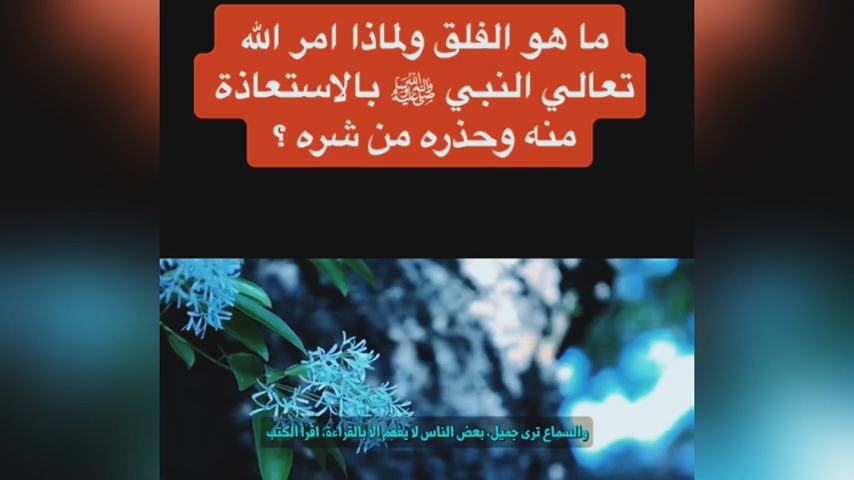 ما هو الفلق ولماذا امر الله
تعالي النبي ﷺ بالاستعاذة
منه وحذره من شره ؟
والسماع ترى جميل، بعض الناس لا يفهم إلا بالقراءة، اقرأ الكتب